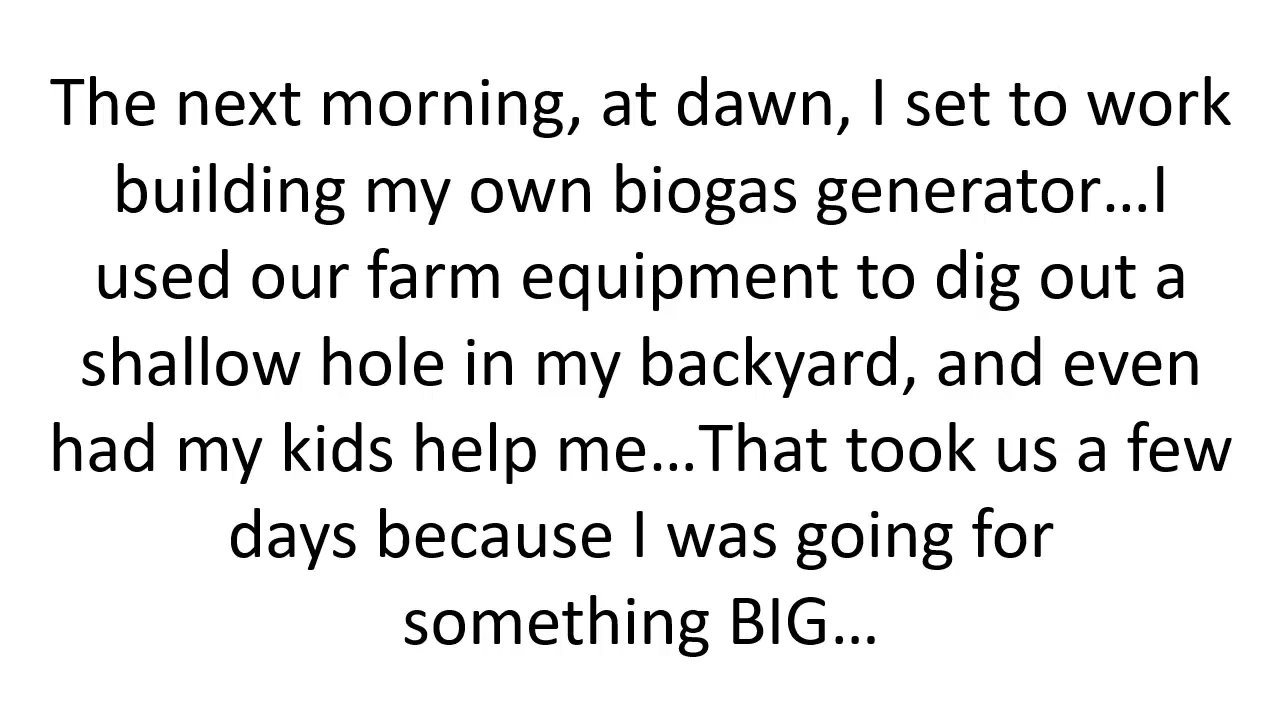 The next morning, at dawn, I set to work
building my own biogas generator...I
used our farm equipment to dig out a
shallow hole in my backyard, and even
had my kids help me...That took us a few
days because I was going for
something BIG...